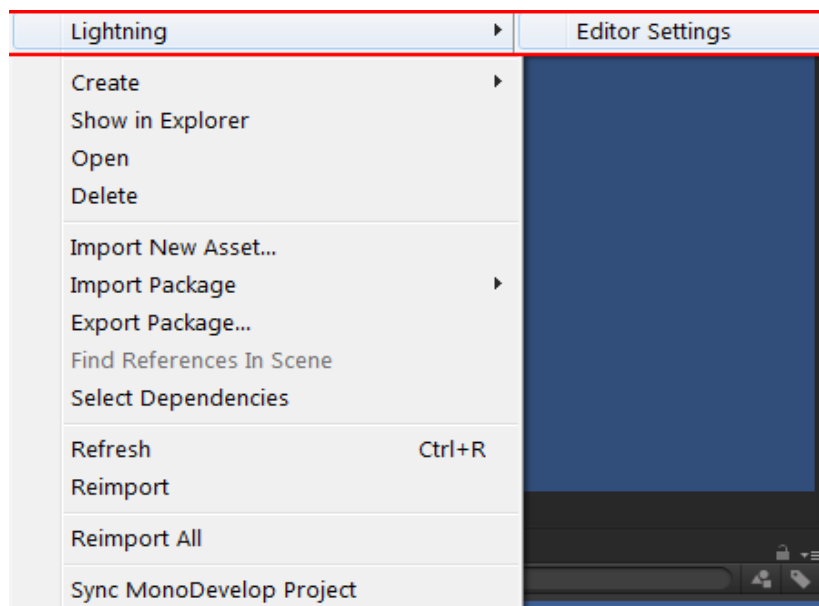 Lightning Editor Settings
Create
Show in Explorer
Open
Delete
Import New Asset...
Import Package
Export Package...
Find References In Scene
Select Dependencies
Refresh Ctrl+R
Reimport
Reimport All
Sync MonoDevelop Project